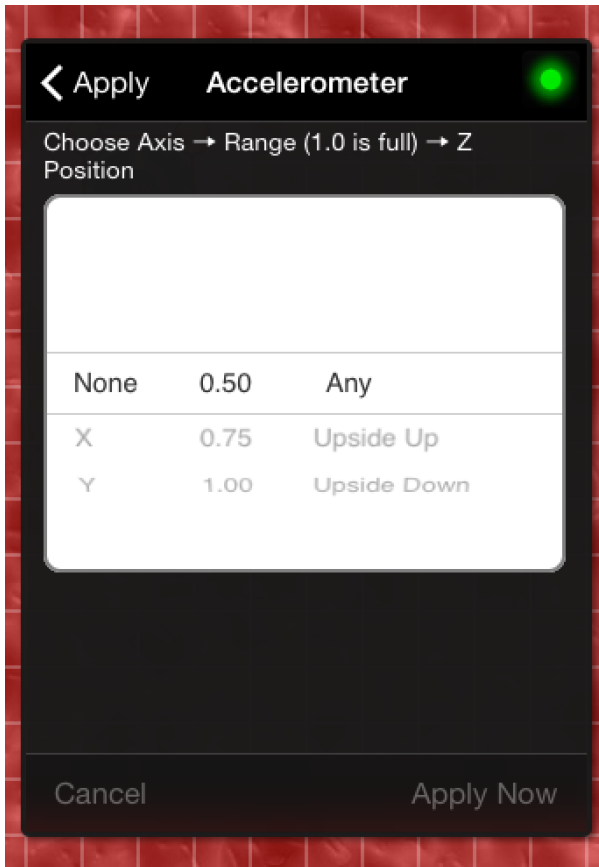 Apply Accelerometer
Choose Axis → Range (1.0 is full) → Z
Position
None 0.50 Any
X 0.75 Upside Up
Y 1.00 Upside Down
Cancel Apply Now